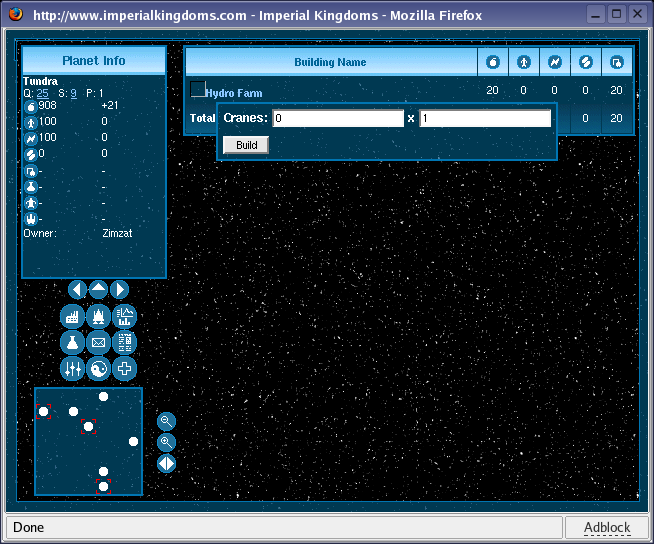 http://www.imperialkingdoms.com - Imperial Kingdoms - Mozilla Firefox
Planet Info
Tundra
Q: 25 S: 9 P: 1
908 +21
100 0
100 0
0 0
- -
- -
- -
- -
Owner: Zimzat
Building Name
Hydro Farm 20 0 0 0 20
Total 0 20
Cranes: 0 x 1
Build
Done
Adblock